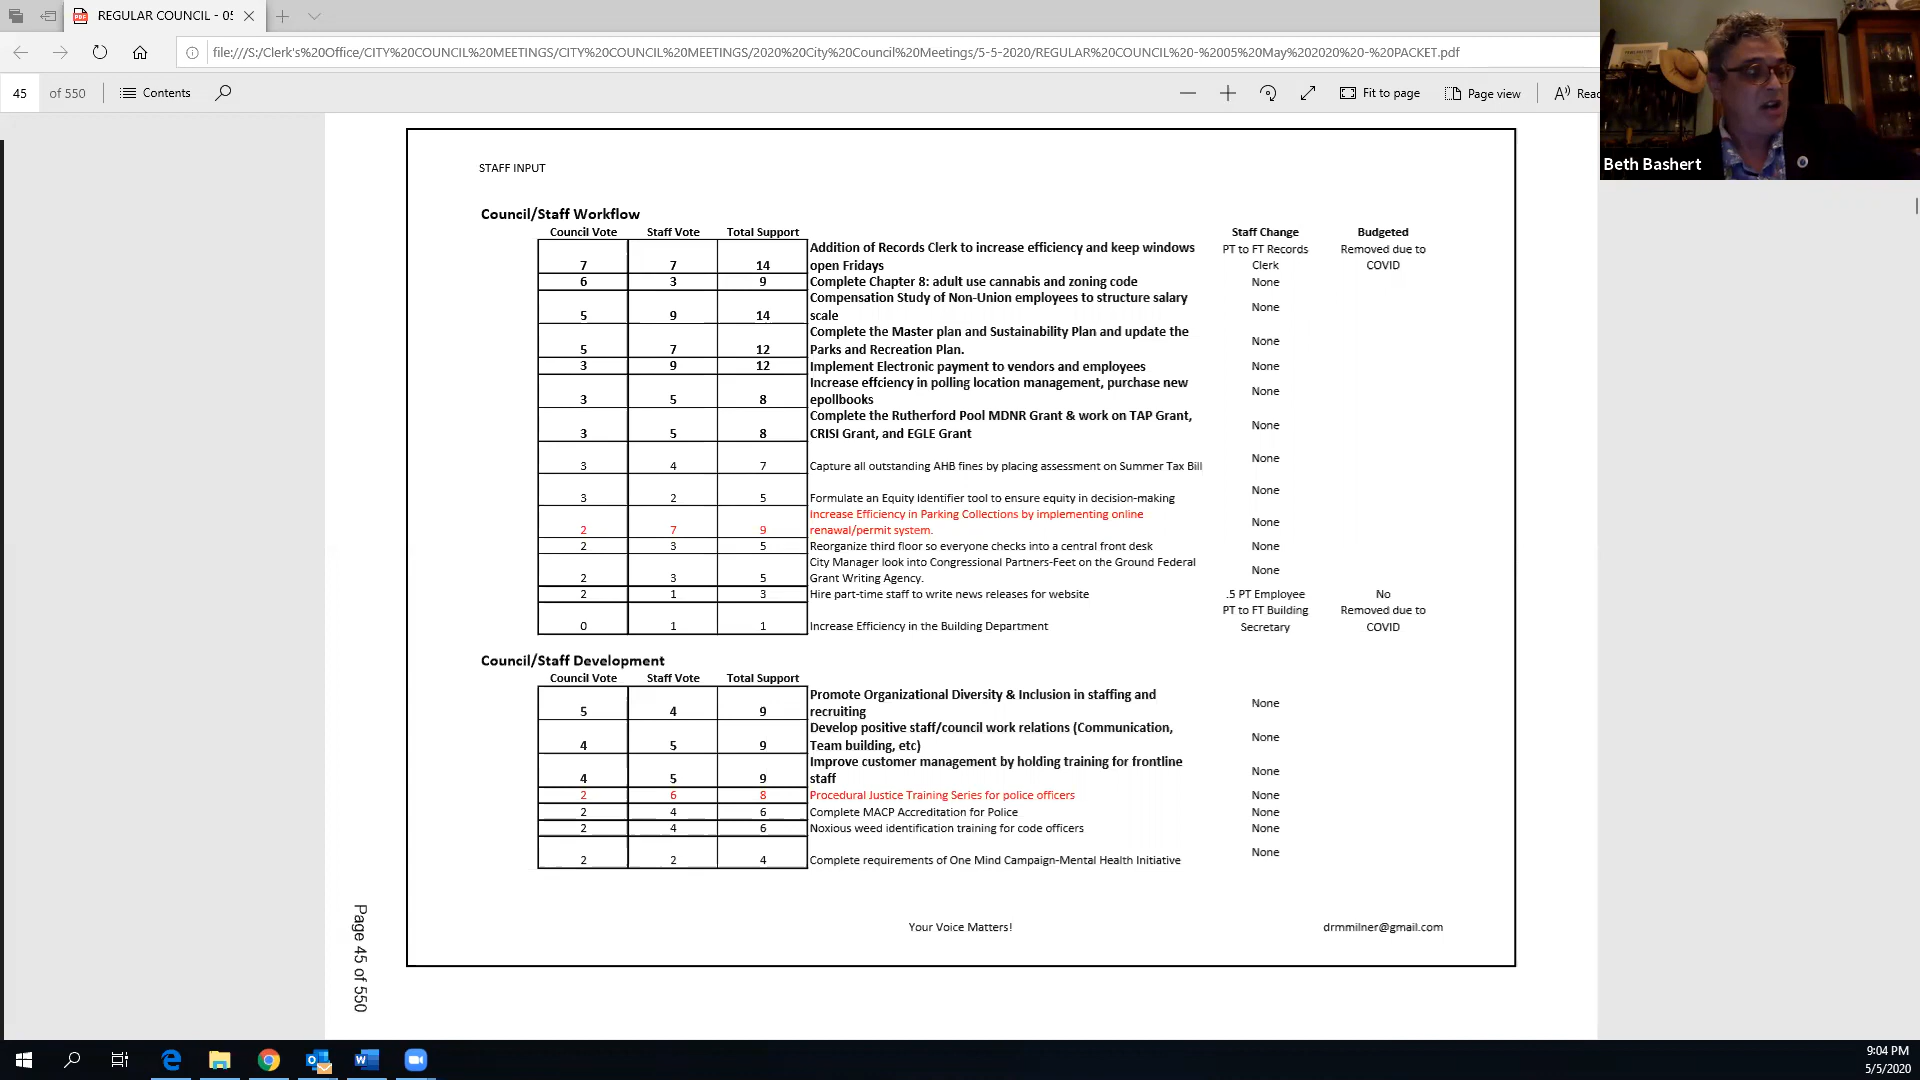 REGULAR COUNCIL - 05
file:///S:/Clerk's%20Office/CITY%20COUNCIL%20MEETINGS/CITY%20COUNCIL%20MEETINGS/2020%20City%20Council%20Meetings/5-5-2020/REGULAR%20COUNCIL%20-%2005%20May%202020%20-%20PACKET.pdf
45 of 550 Contents Fit to page Page view Read
Beth Bashert
STAFF INPUT
Council/Staff Workflow
Council Vote Staff Vote Total Support Staff Change Budgeted
Addition of Records Clerk to increase efficiency and keep windows PT to FT Records Removed due to
7 7 14 open Fridays Clerk COVID
6 3 9 Complete Chapter 8: adult use cannabis and zoning code None
Compensation Study of Non-Union employees to structure salary None
5 9 14 scale
Complete the Master plan and Sustainability Plan and update the None
5 7 12 Parks and Recreation Plan.
3 9 12 Implement Electronic payment to vendors and employees None
Increase effciency in polling location management, purchase new None
3 5 8 epollbooks
Complete the Rutherford Pool MDNR Grant & work on TAP Grant, None
3 5 8 CRISI Grant, and EGLE Grant
3 4 7 Capture all outstanding AHB fines by placing assessment on Summer Tax Bill None
3 2 5 Formulate an Equity Identifier tool to ensure equity in decision-making None
Increase Efficiency in Parking Collections by implementing online None
2 7 9 renawal/permit system.
2 3 5 Reorganize third floor so everyone checks into a central front desk None
City Manager look into Congressional Partners-Feet on the Ground Federal None
2 3 5 Grant Writing Agency.
2 1 3 Hire part-time staff to write news releases for website .5 PT Employee No
PT to FT Building Removed due to
0 1 1 Increase Efficiency in the Building Department Secretary COVID
Council/Staff Development
Council Vote Staff Vote Total Support
Promote Organizational Diversity & Inclusion in staffing and None
5 4 9 recruiting
Develop positive staff/council work relations (Communication, None
4 5 9 Team building, etc)
Improve customer management by holding training for frontline None
4 5 9 staff
2 6 8 Procedural Justice Training Series for police officers None
2 4 6 Complete MACP Accreditation for Police None
2 4 6 Noxious weed identification training for code officers None
2 2 4 Complete requirements of One Mind Campaign-Mental Health Initiative None
Your Voice Matters! drmmilner@gmail.com
Page 45 of 550
9:04 PM
5/5/2020